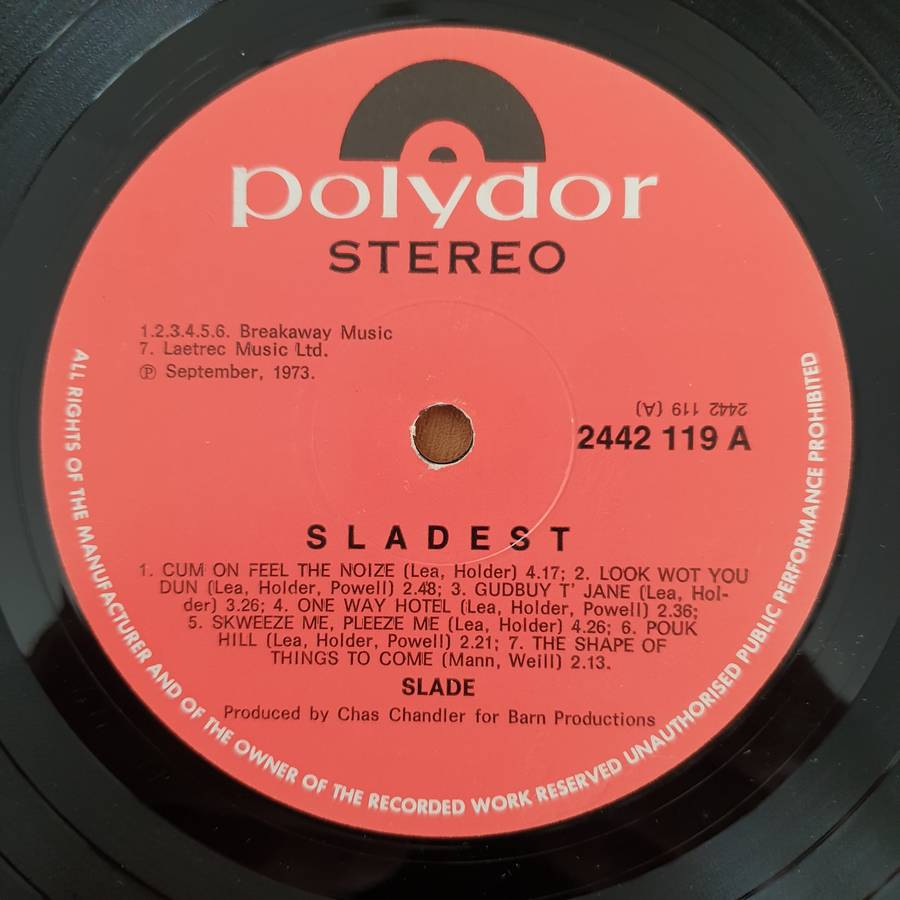 polydor
STEREO
1.2.3.4.5.6. Breakaway Music
7. Laetrec Music Ltd.
℗ September, 1973.
2442 119 (A)
2442 119 A
SLADEST
1. CUM ON FEEL THE NOIZE (Lea, Holder) 4.17; 2. LOOK WOT YOU
DUN (Lea, Holder, Powell) 2.48; 3. GUDBUY T' JANE (Lea, Hol-
der) 3.26; 4. ONE WAY HOTEL (Lea, Holder, Powell) 2.36;
5. SKWEEZE ME, PLEEZE ME (Lea, Holder) 4.26; 6. POUK
HILL (Lea, Holder, Powell) 2.21; 7. THE SHAPE OF
THINGS TO COME (Mann, Weill) 2.13.
SLADE
Produced by Chas Chandler for Barn Productions
ALL RIGHTS OF THE MANUFACTURER AND OF THE OWNER OF THE RECORDED WORK RESERVED UNAUTHORISED PUBLIC PERFORMANCE PROHIBITED